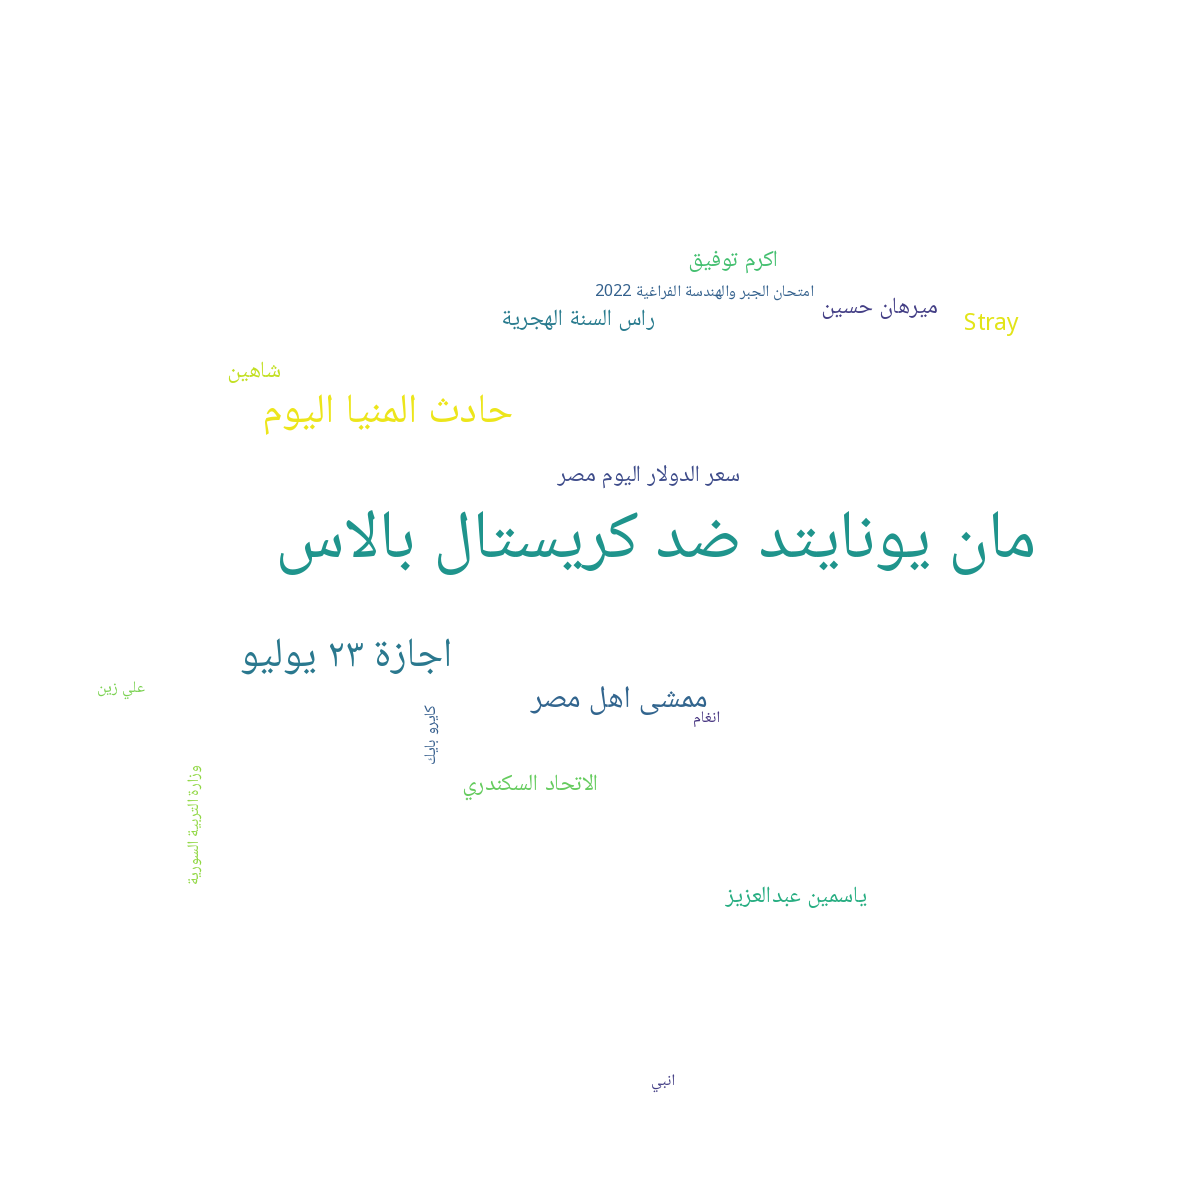 اكرم توفيق
امتحان الجبر والهندسة الفراغية 2022
ميرهان حسين
راس السنة الهجرية
Stray
شاهين
حادث المنيا اليوم
سعر الدولار اليوم مصر
مان يونايتد ضد كريستال بالاس
اجازة ٢٣ يوليو
علي زين
ممشى اهل مصر
انغام
كايرو بايك
الاتحاد السكندري
وزارة التربية السورية
ياسمين عبدالعزيز
انبي